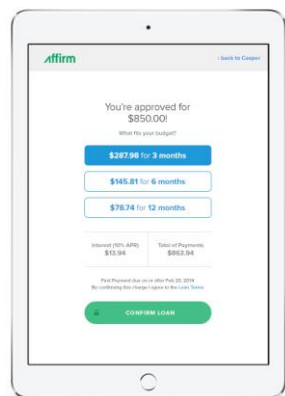 affirm
‹ back to Casper
You're approved for
$850.00!
What fits your budget?
$287.98 for 3 months
$145.81 for 6 months
$78.74 for 12 months
Interest (10% APR)
$13.94
Total of Payments
$863.94
First Payment due on or after Feb 20, 2014
By confirming this charge I agree to the Loan Terms
CONFIRM LOAN